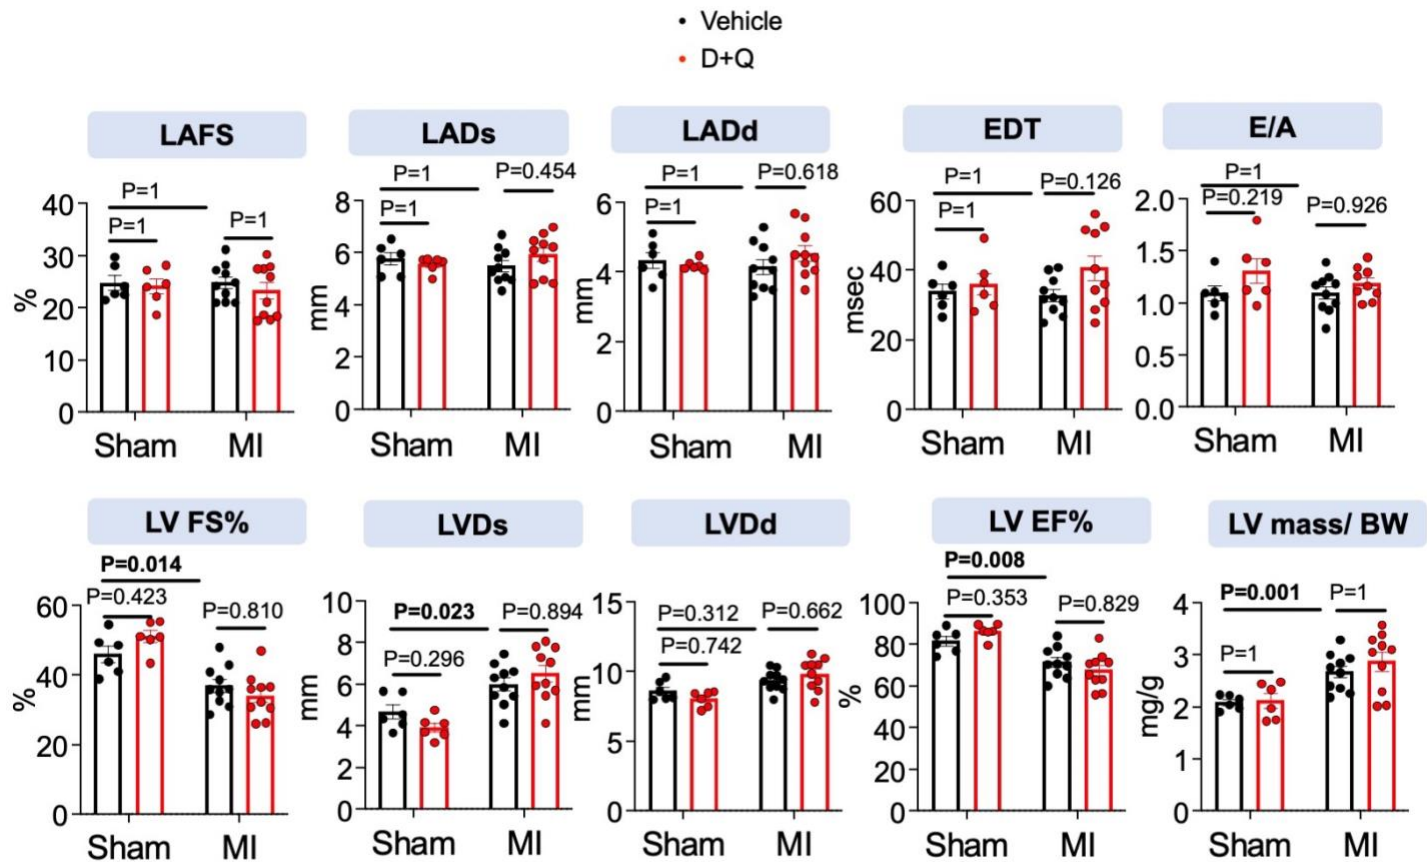 Vehicle
D+Q
LAFS
P=1
P=1
P=1
40
30
20
10
0
%
Sham MI
LADs
P=1
P=0.454
P=1
8
6
4
2
0
mm
Sham MI
LADd
P=1
P=0.618
P=1
6
4
2
0
mm
Sham MI
EDT
P=1
P=0.126
P=1
60
40
20
0
msec
Sham MI
E/A
P=1
P=0.219
P=0.926
2.0
1.5
1.0
0.5
0.0
Sham MI
LV FS%
P=0.014
P=0.423
P=0.810
60
40
20
0
%
Sham MI
LVDs
P=0.023
P=0.894
P=0.296
10
8
6
4
2
0
mm
Sham MI
LVDd
P=0.312
P=0.662
P=0.742
15
10
5
0
mm
Sham MI
LV EF%
P=0.008
P=0.353
P=0.829
100
80
60
40
20
0
%
Sham MI
LV mass/ BW
P=0.001
P=1
P=1
4
3
2
1
0
mg/g
Sham MI